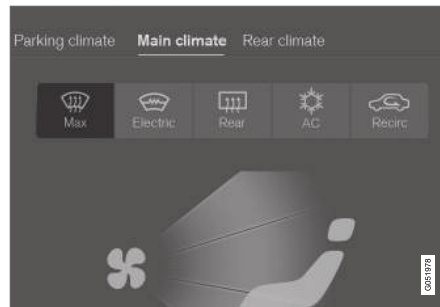 Parking climate Main climate Rear climate
Max Electric Rear AC Recirc
G051978